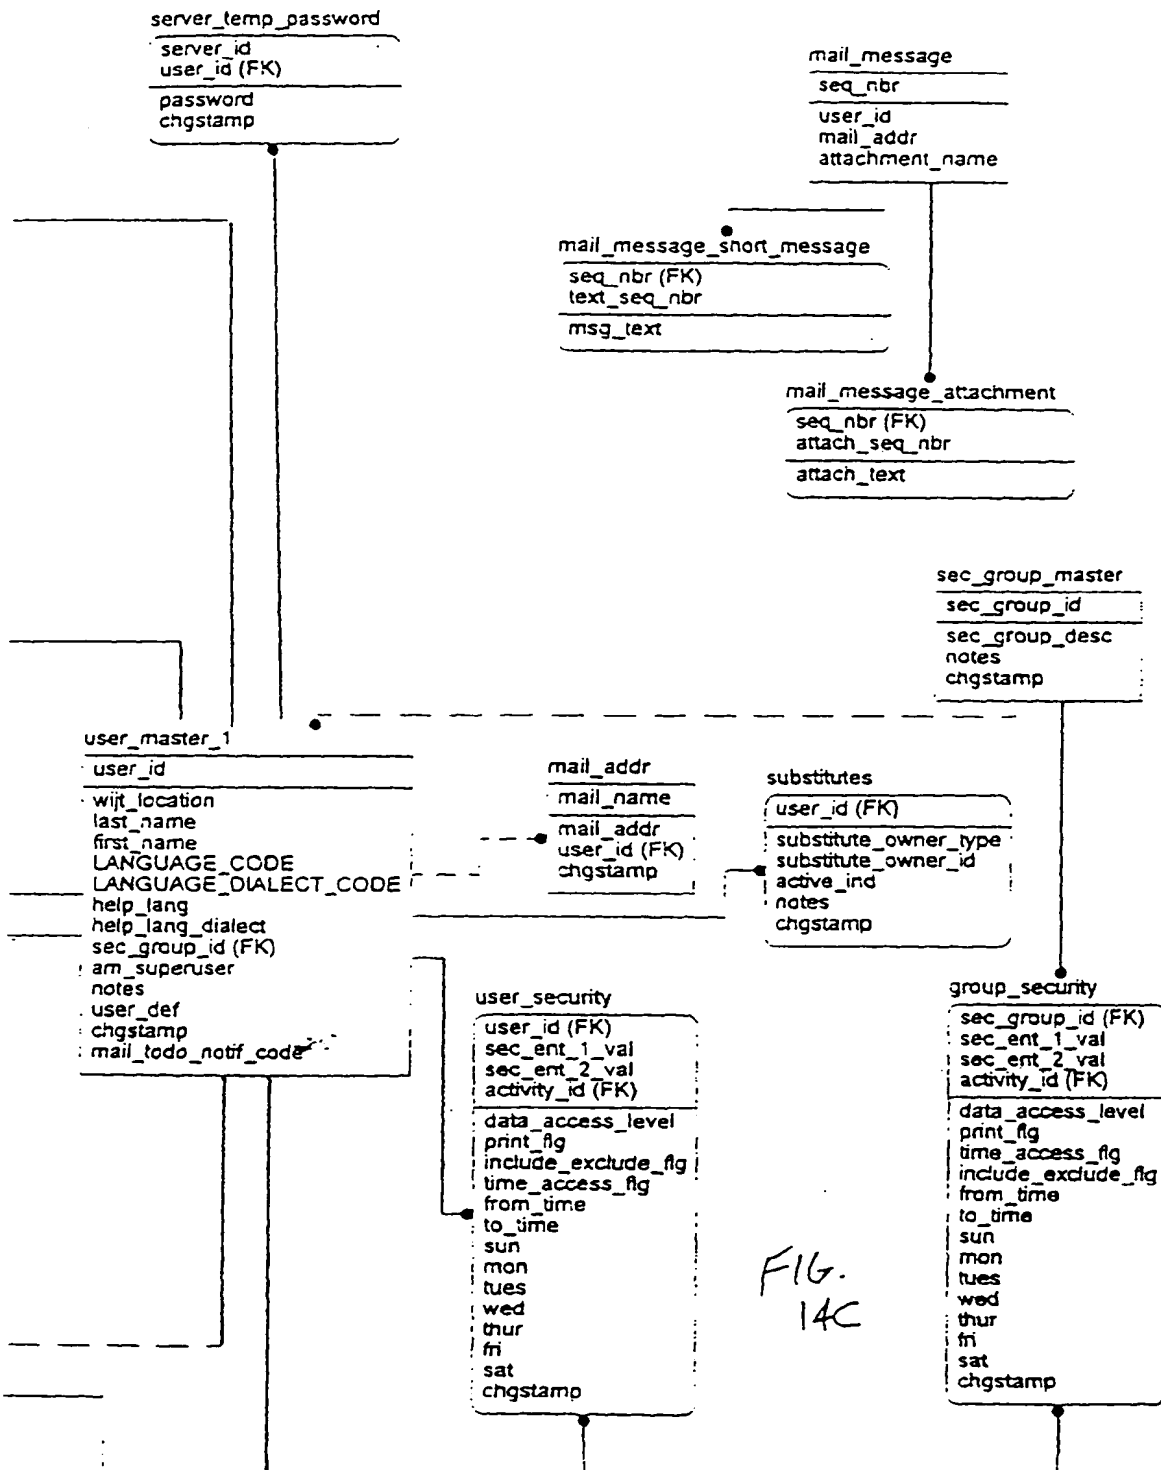 server_temp_password
server_id
user_id (FK)
password
chgstamp
mail_message
seq_nbr
user_id
mail_addr
attachment_name
mail_message_short_message
seq_nbr (FK)
text_seq_nbr
msg_text
mail_message_attachment
seq_nbr (FK)
attach_seq_nbr
attach_text
sec_group_master
sec_group_id
sec_group_desc
notes
chgstamp
user_master_1
user_id
wijt_location
last_name
first_name
LANGUAGE_CODE
LANGUAGE_DIALECT_CODE
help_lang
help_lang_dialect
sec_group_id (FK)
am_superuser
notes
user_def
chgstamp
mail_todo_notif_code
mail_addr
mail_name
mail_addr
user_id (FK)
chgstamp
substitutes
user_id (FK)
substitute_owner_type
substitute_owner_id
active_ind
notes
chgstamp
user_security
user_id (FK)
sec_ent_1_val
sec_ent_2_val
activity_id (FK)
data_access_level
print_flg
include_exclude_flg
time_access_flg
from_time
to_time
sun
mon
tues
wed
thur
fri
sat
chgstamp
group_security
sec_group_id (FK)
sec_ent_1_val
sec_ent_2_val
activity_id (FK)
data_access_level
print_flg
time_access_flg
include_exclude_flg
from_time
to_time
sun
mon
tues
wed
thur
fri
sat
chgstamp
FIG.
14C